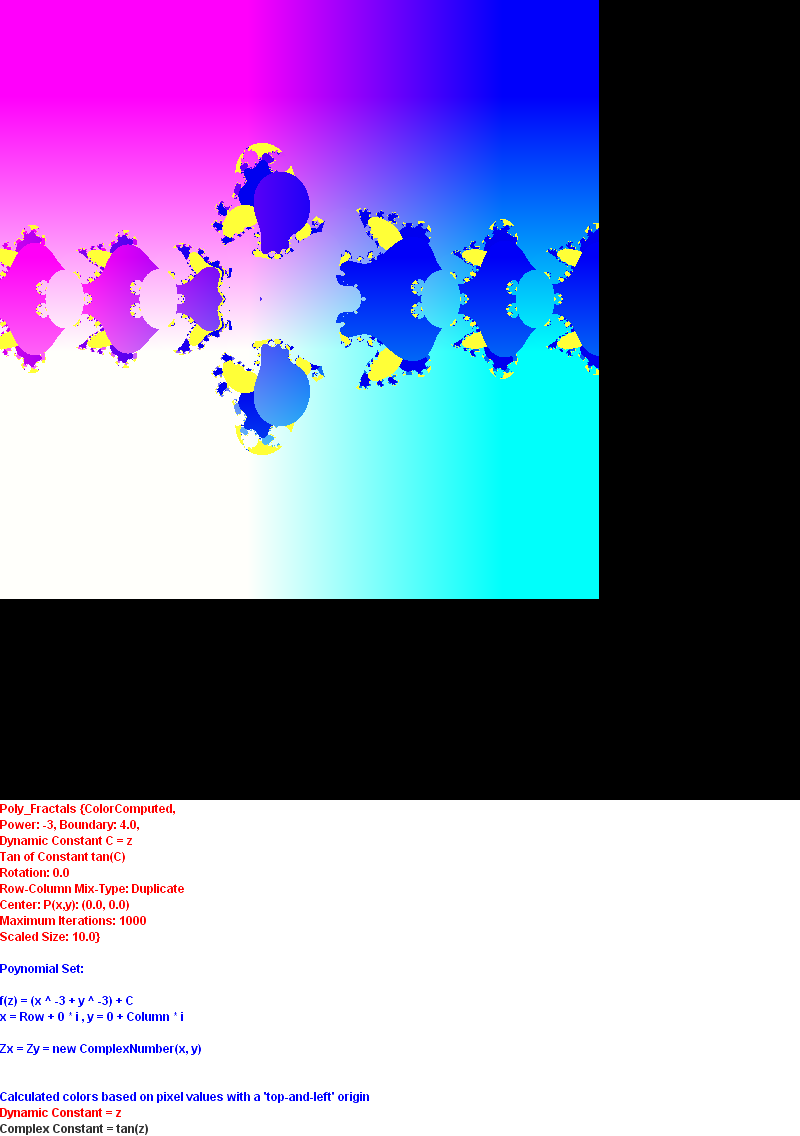 Poly_Fractals {ColorComputed,
Power: -3, Boundary: 4.0,
Dynamic Constant C = z
Tan of Constant tan(C)
Rotation: 0.0
Row-Column Mix-Type: Duplicate
Center: P(x,y): (0.0, 0.0)
Maximum Iterations: 1000
Scaled Size: 10.0}
Poynomial Set:
f(z) = (x ^ -3 + y ^ -3) + C
x = Row + 0 * i , y = 0 + Column * i
Zx = Zy = new ComplexNumber(x, y)
Calculated colors based on pixel values with a 'top-and-left' origin
Dynamic Constant = z
Complex Constant = tan(z)